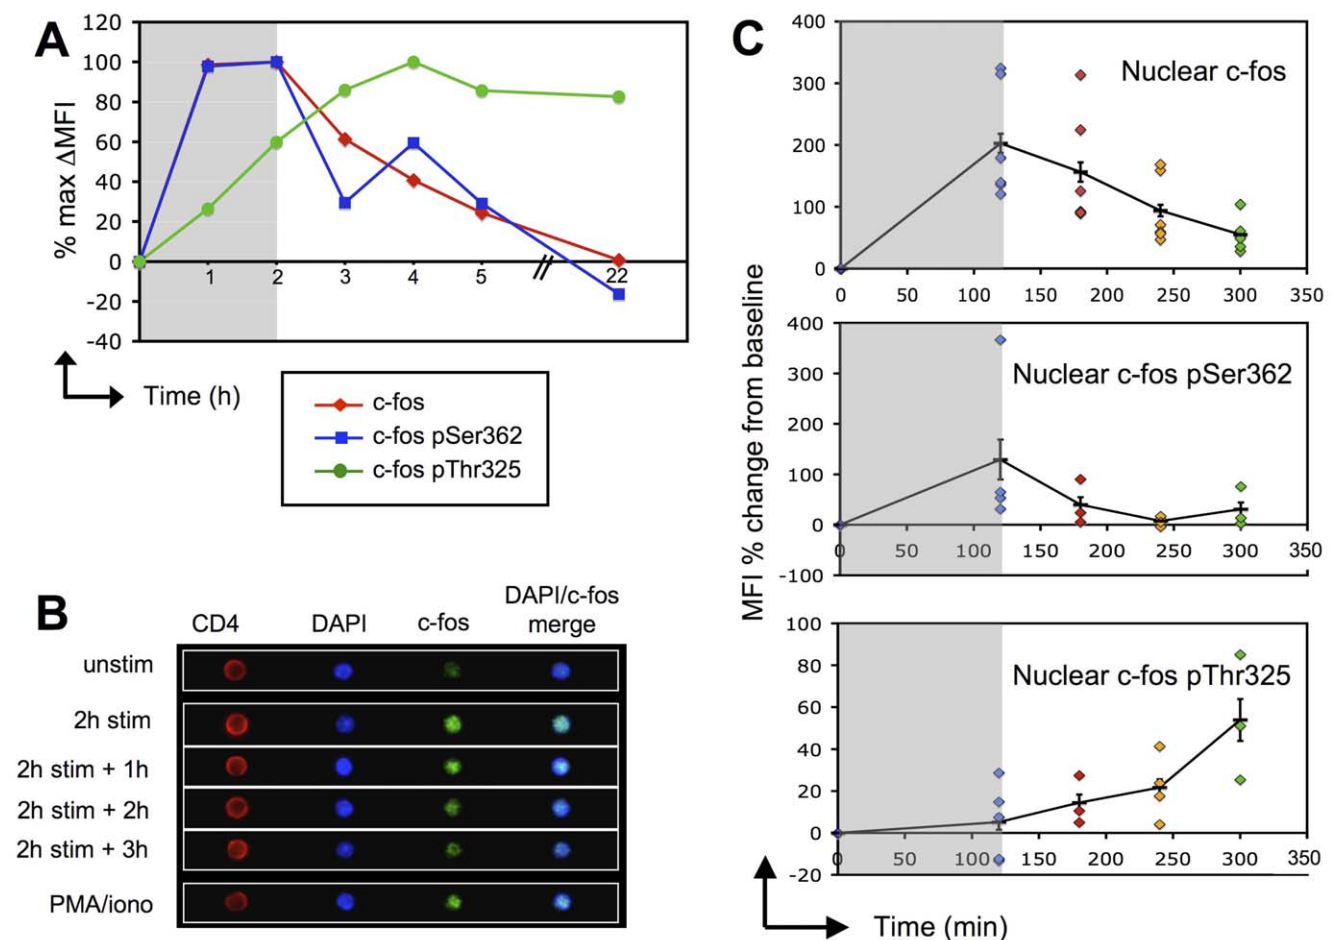 A
120
100
80
60
40
20
0
-20
-40
% max ΔMFI
1 2 3 4 5 22
Time (h)
c-fos
c-fos pSer362
c-fos pThr325
B
CD4 DAPI c-fos DAPI/c-fos
merge
unstim
2h stim
2h stim + 1h
2h stim + 2h
2h stim + 3h
PMA/iono
C
MFI % change from baseline
400
300
200
100
0
Nuclear c-fos
0 50 100 150 200 250 300 350
400
300
200
100
0
-100
Nuclear c-fos pSer362
0 50 100 150 200 250 300 350
100
80
60
40
20
0
-20
Nuclear c-fos pThr325
0 50 100 150 200 250 300 350
Time (min)